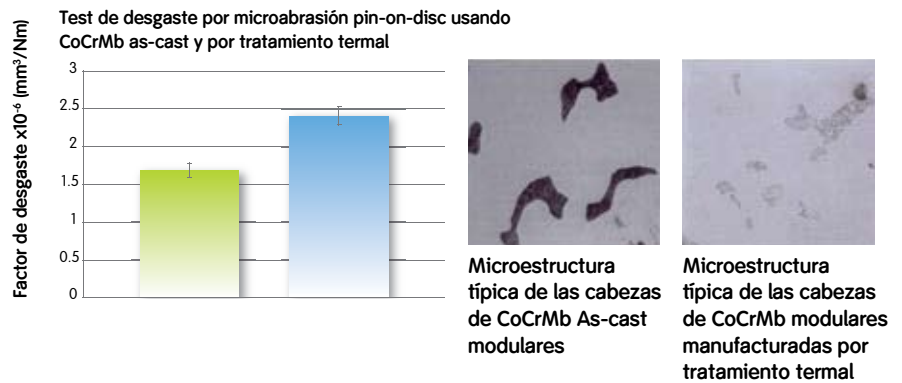 Test de desgaste por microabrasión pin-on-disc usando
CoCrMb as-cast y por tratamiento termal
Factor de desgaste x10⁻⁶ (mm³/Nm)
3
2.5
2
1.5
1
0.5
0
Microestructura
típica de las cabezas
de CoCrMb As-cast
modulares
Microestructura
típica de las cabezas
de CoCrMb modulares
manufacturadas por
tratamiento termal